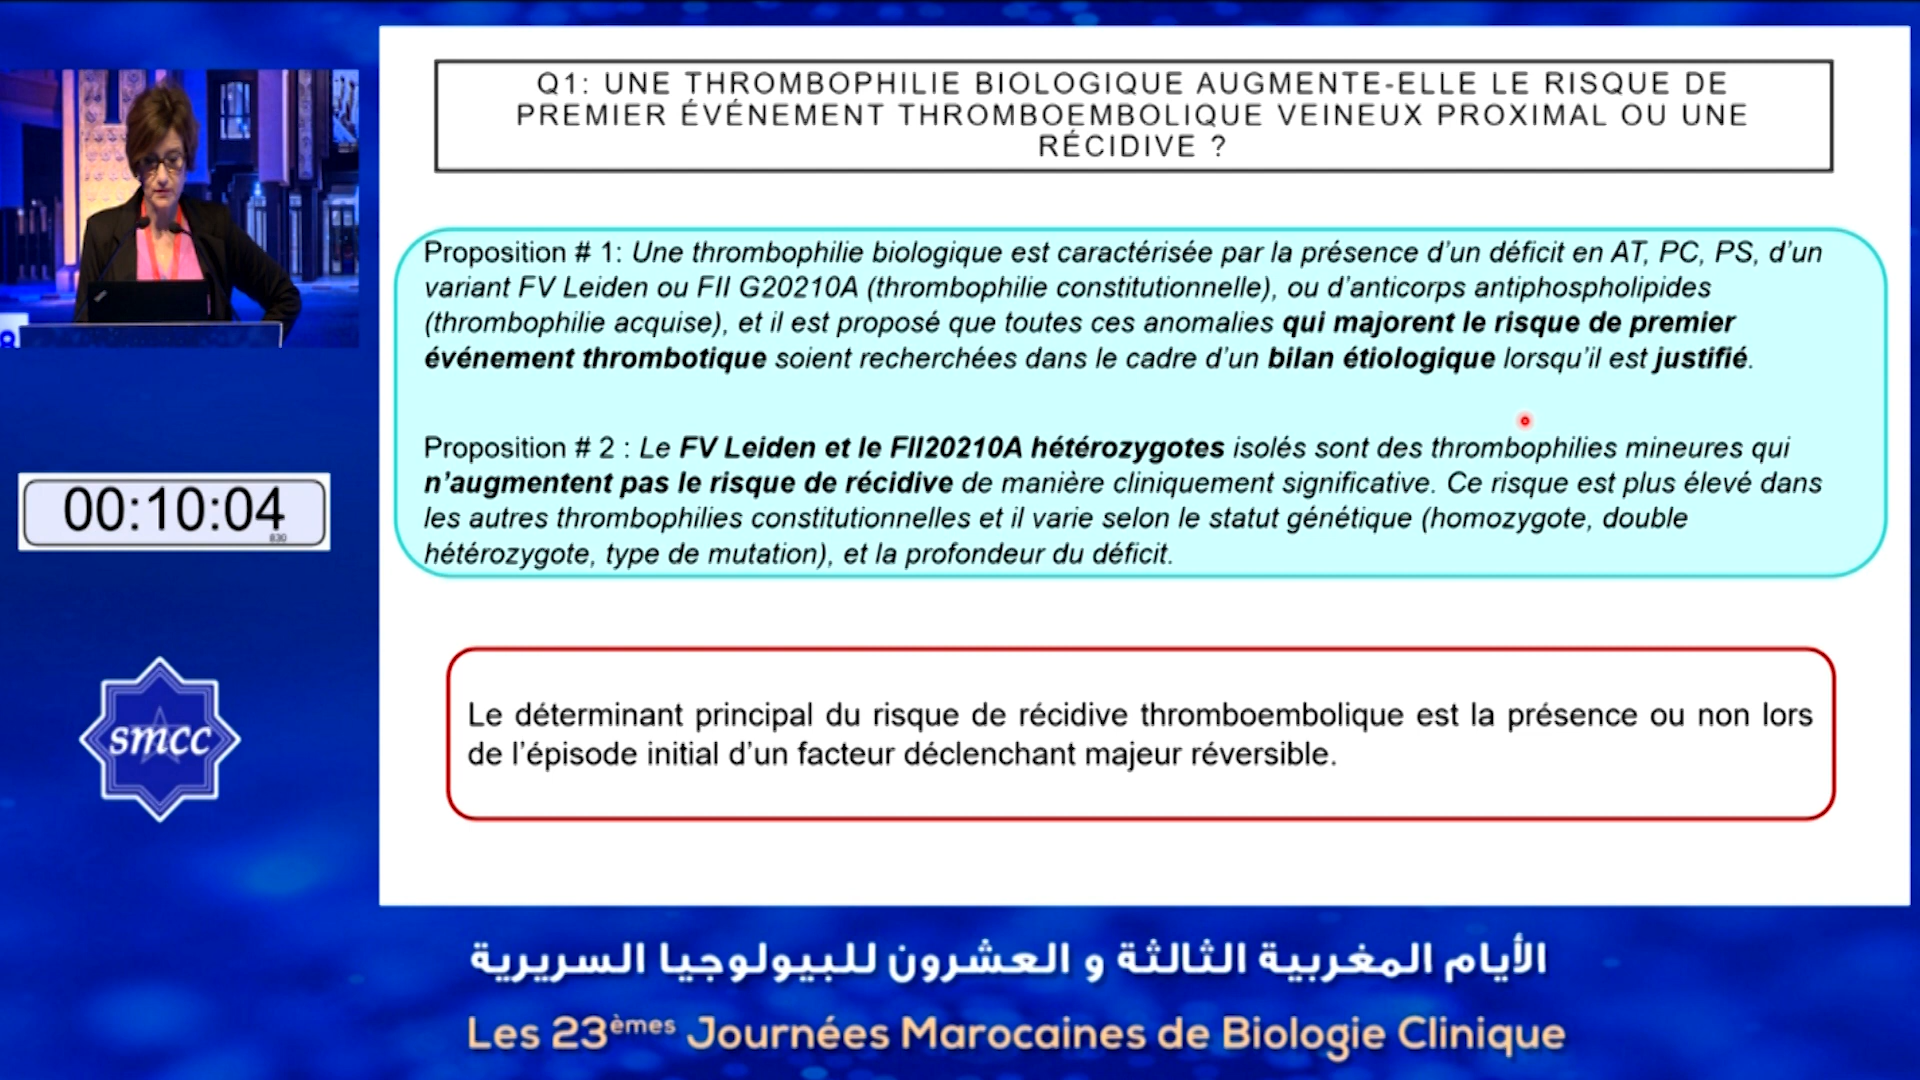 Q1: UNE THROMBOPHILIE BIOLOGIQUE AUGMENTE-ELLE LE RISQUE DE
PREMIER ÉVÉNEMENT THROMBOEMBOLIQUE VEINEUX PROXIMAL OU UNE
RÉCIDIVE ?
Proposition # 1: Une thrombophilie biologique est caractérisée par la présence d’un déficit en AT, PC, PS, d’un
variant FV Leiden ou FII G20210A (thrombophilie constitutionnelle), ou d’anticorps antiphospholipides
(thrombophilie acquise), et il est proposé que toutes ces anomalies qui majorent le risque de premier
événement thrombotique soient recherchées dans le cadre d’un bilan étiologique lorsqu’il est justifié.
Proposition # 2 : Le FV Leiden et le FII20210A hétérozygotes isolés sont des thrombophilies mineures qui
n’augmentent pas le risque de récidive de manière cliniquement significative. Ce risque est plus élevé dans
les autres thrombophilies constitutionnelles et il varie selon le statut génétique (homozygote, double
hétérozygote, type de mutation), et la profondeur du déficit.
Le déterminant principal du risque de récidive thromboembolique est la présence ou non lors
de l’épisode initial d’un facteur déclenchant majeur réversible.
00:10:04
830
smcc
الأيام المغربية الثالثة و العشرون للبيولوجيا السريرية
Les 23èmes Journées Marocaines de Biologie Clinique